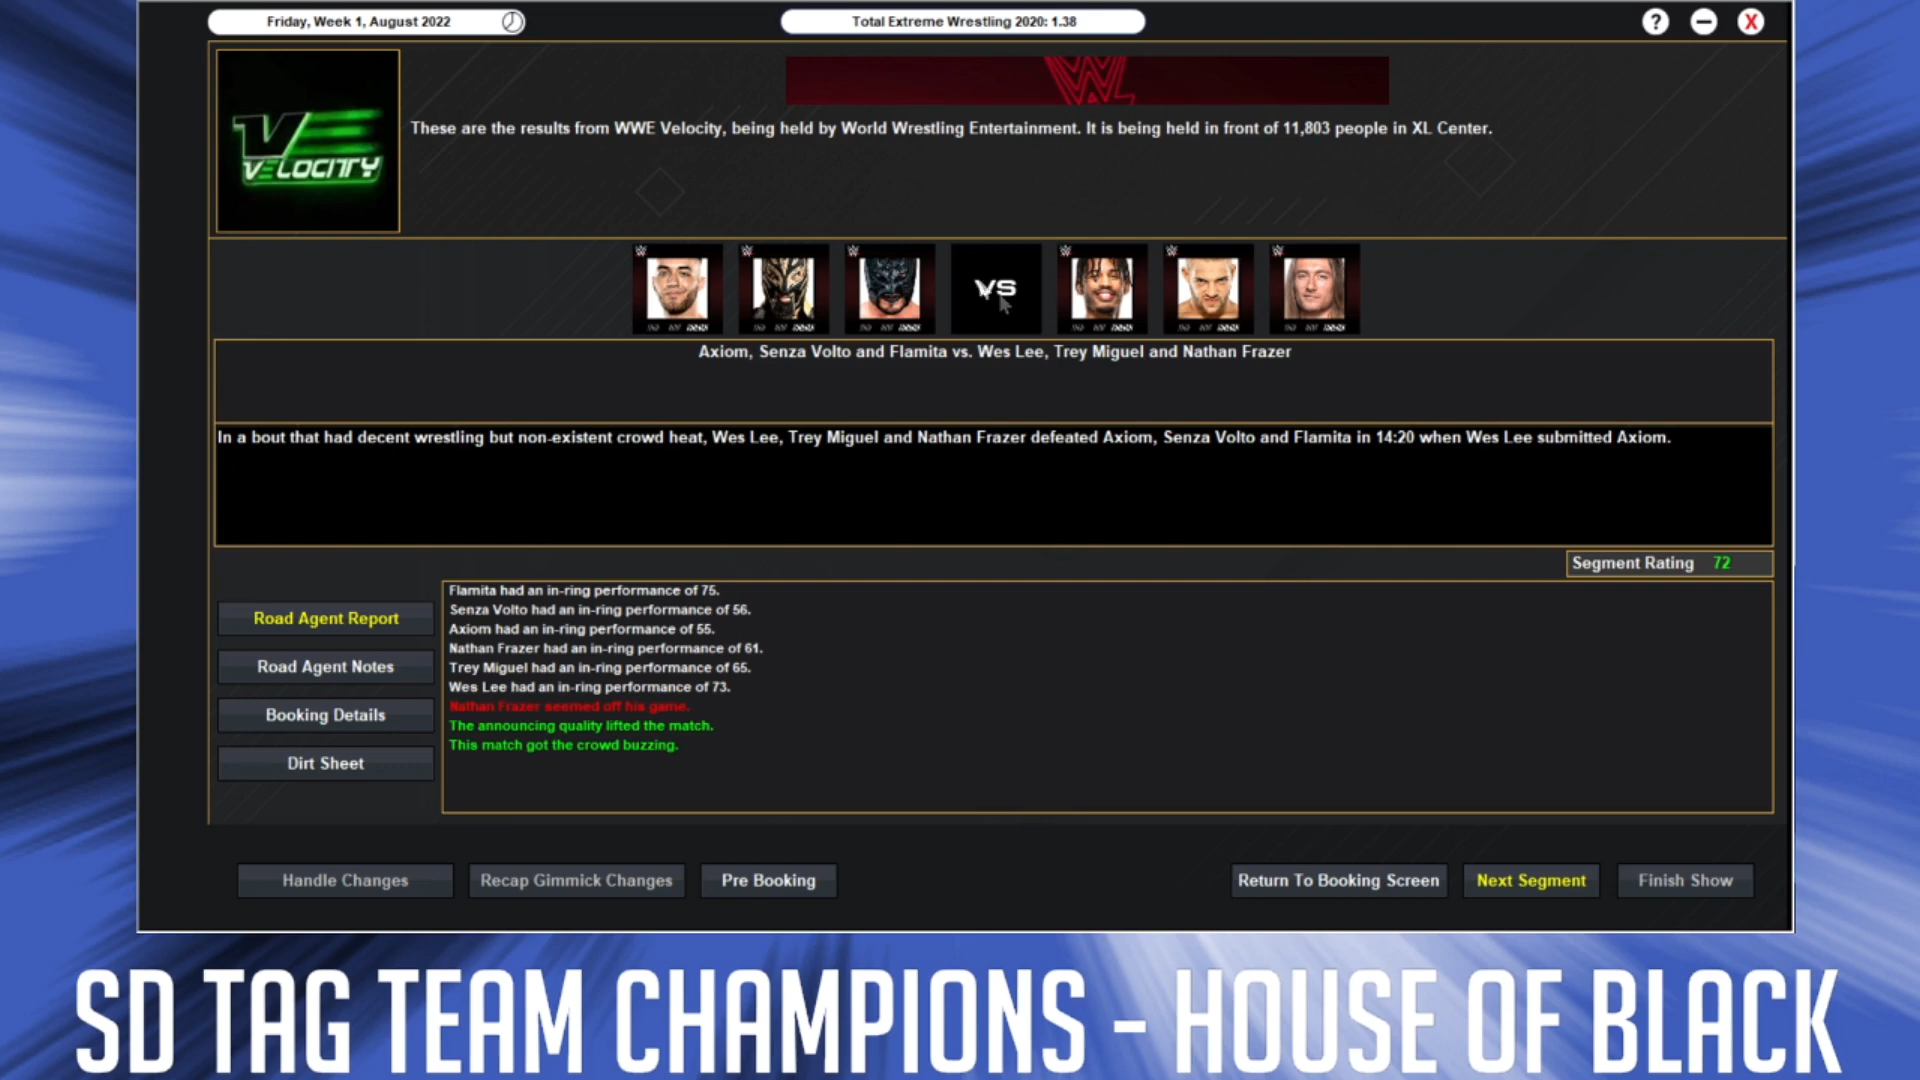 Friday, Week 1, August 2022
Total Extreme Wrestling 2020: 1.38
?
X
VELOCITY
These are the results from WWE Velocity, being held by World Wrestling Entertainment. It is being held in front of 11,803 people in XL Center.
VS
Axiom, Senza Volto and Flamita vs. Wes Lee, Trey Miguel and Nathan Frazer
In a bout that had decent wrestling but non-existent crowd heat, Wes Lee, Trey Miguel and Nathan Frazer defeated Axiom, Senza Volto and Flamita in 14:20 when Wes Lee submitted Axiom.
Segment Rating 72
Road Agent Report
Road Agent Notes
Booking Details
Dirt Sheet
Flamita had an in-ring performance of 75.
Senza Volto had an in-ring performance of 56.
Axiom had an in-ring performance of 55.
Nathan Frazer had an in-ring performance of 61.
Trey Miguel had an in-ring performance of 65.
Wes Lee had an in-ring performance of 73.
Nathan Frazer seemed off his game.
The announcing quality lifted the match.
This match got the crowd buzzing.
Handle Changes
Recap Gimmick Changes
Pre Booking
Return To Booking Screen
Next Segment
Finish Show
SD TAG TEAM CHAMPIONS - HOUSE OF BLACK